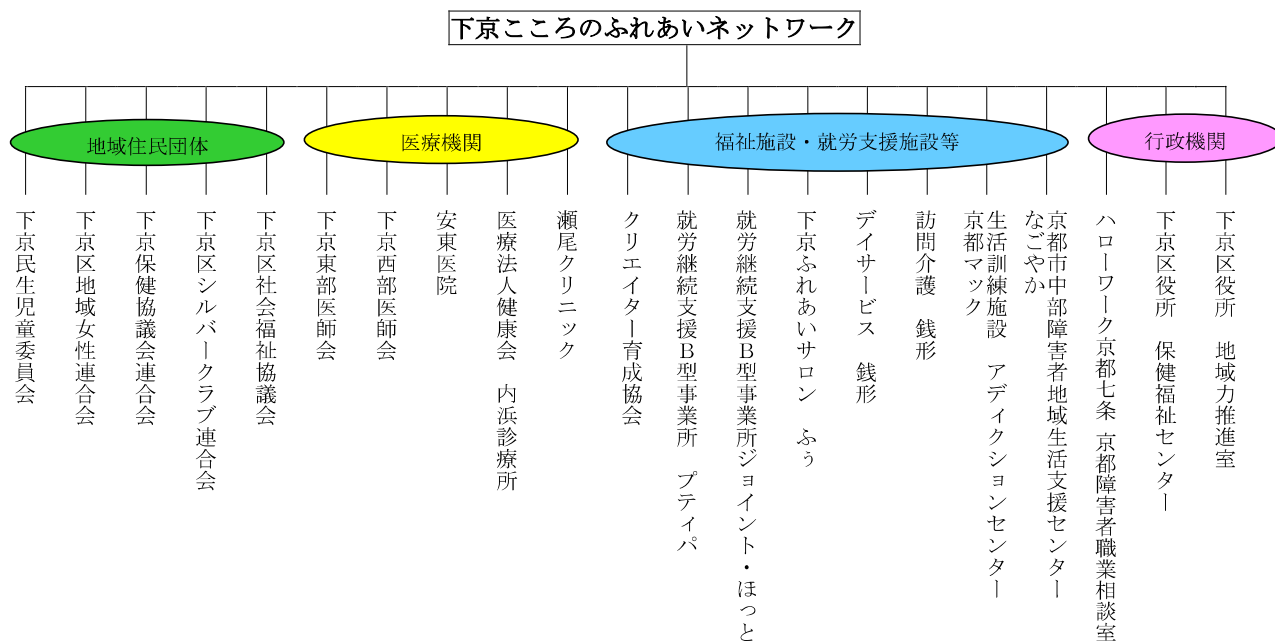 下京こころのふれあいネットワーク
地域住民団体
医療機関
福祉施設・就労支援施設等
行政機関
下京民生児童委員会
下京区地域女性連合会
下京保健協議会連合会
下京区シルバークラブ連合会
下京区社会福祉協議会
下京東部医師会
下京西部医師会
安東医院
医療法人健康会 内浜診療所
瀬尾クリニック
クリエイター育成協会
就労継続支援B型事業所 プティパ
就労継続支援B型事業所ジョイント・ほっと
下京ふれあいサロン ふぅ
デイサービス 銭形
訪問介護 銭形
生活訓練施設 アディクションセンター
京都マック
京都市中部障害者地域生活支援センター
なごやか
ハローワーク京都七条 京都障害者職業相談室
下京区役所 保健福祉センター
下京区役所 地域力推進室